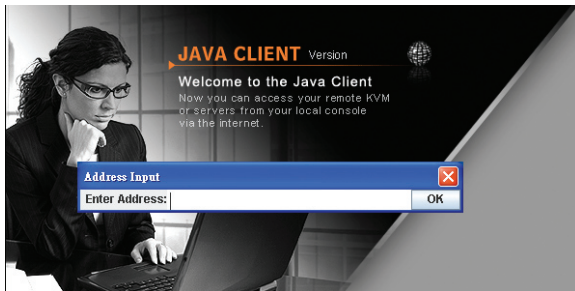 JAVA CLIENT Version
Welcome to the Java Client
Now you can access your remote KVM
or servers from your local console
via the internet.
Address Input
Enter Address:
OK